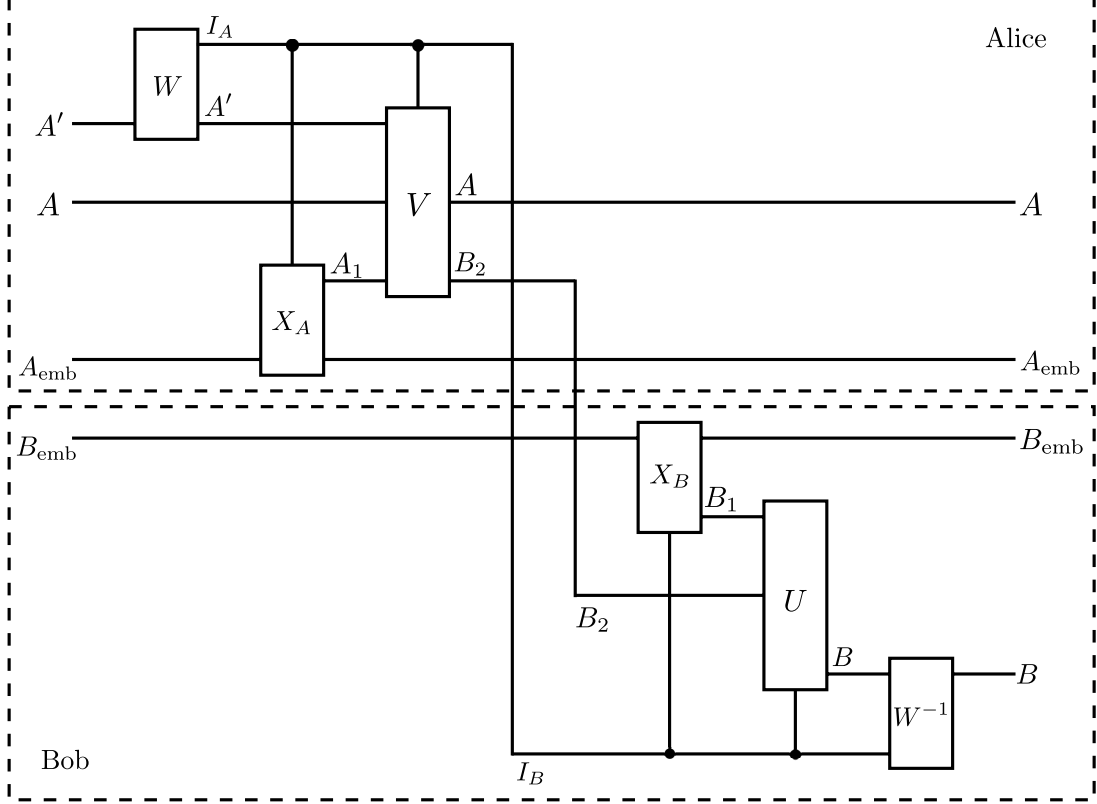 Alice
I_A
W
A′
A′
A
V
A
A
A_1
B_2
X_A
A_emb
A_emb
B_emb
B_emb
X_B
B_1
U
B_2
B
B
W^{-1}
Bob
I_B